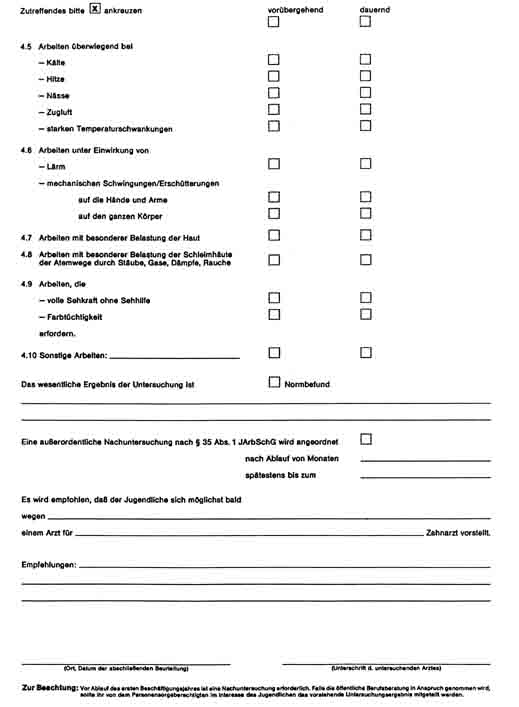 Zutreffendes bitte x ankreuzen vorübergehend dauernd
4.5 Arbeiten überwiegend bei
– Kälte
– Hitze
– Nässe
– Zugluft
– starken Temperaturschwankungen
4.6 Arbeiten unter Einwirkung von
– Lärm
– mechanischen Schwingungen/Erschütterungen
auf die Hände und Arme
auf den ganzen Körper
4.7 Arbeiten mit besonderer Belastung der Haut
4.8 Arbeiten mit besonderer Belastung der Schleimhäute
der Atemwege durch Stäube, Gase, Dämpfe, Rauche
4.9 Arbeiten, die
– volle Sehkraft ohne Sehhilfe
– Farbtüchtigkeit
erfordern.
4.10 Sonstige Arbeiten:
Das wesentliche Ergebnis der Untersuchung ist Normbefund
Eine außerordentliche Nachuntersuchung nach § 35 Abs. 1 JArbSchG wird angeordnet
nach Ablauf von Monaten
spätestens bis zum
Es wird empfohlen, daß der Jugendliche sich möglichst bald
wegen
einem Arzt für Zahnarzt vorstellt.
Empfehlungen:
(Ort, Datum der abschließenden Beurteilung) (Unterschrift d. untersuchenden Arztes)
Zur Beachtung: Vor Ablauf des ersten Beschäftigungsjahres ist eine Nachuntersuchung erforderlich. Falls die öffentliche Berufsberatung in Anspruch genommen wird,
sollte ihr von dem Personensorgeberechtigten im Interesse des Jugendlichen das vorstehende Untersuchungsergebnis mitgeteilt werden.